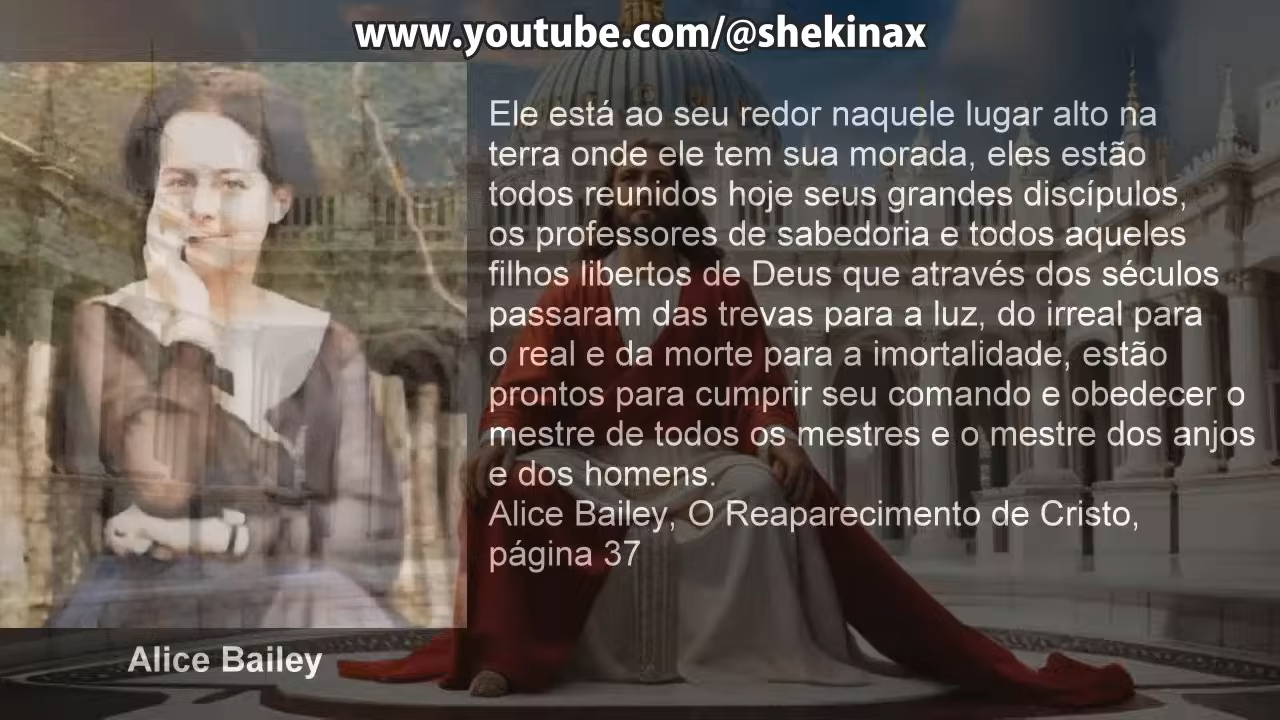 www.youtube.com/@shekinax
Ele está ao seu redor naquele lugar alto na
terra onde ele tem sua morada, eles estão
todos reunidos hoje seus grandes discípulos,
os professores de sabedoria e todos aqueles
filhos libertos de Deus que através dos séculos
passaram das trevas para a luz, do irreal para
o real e da morte para a imortalidade, estão
prontos para cumprir seu comando e obedecer o
mestre de todos os mestres e o mestre dos anjos
e dos homens.
Alice Bailey, O Reaparecimento de Cristo,
página 37
Alice Bailey